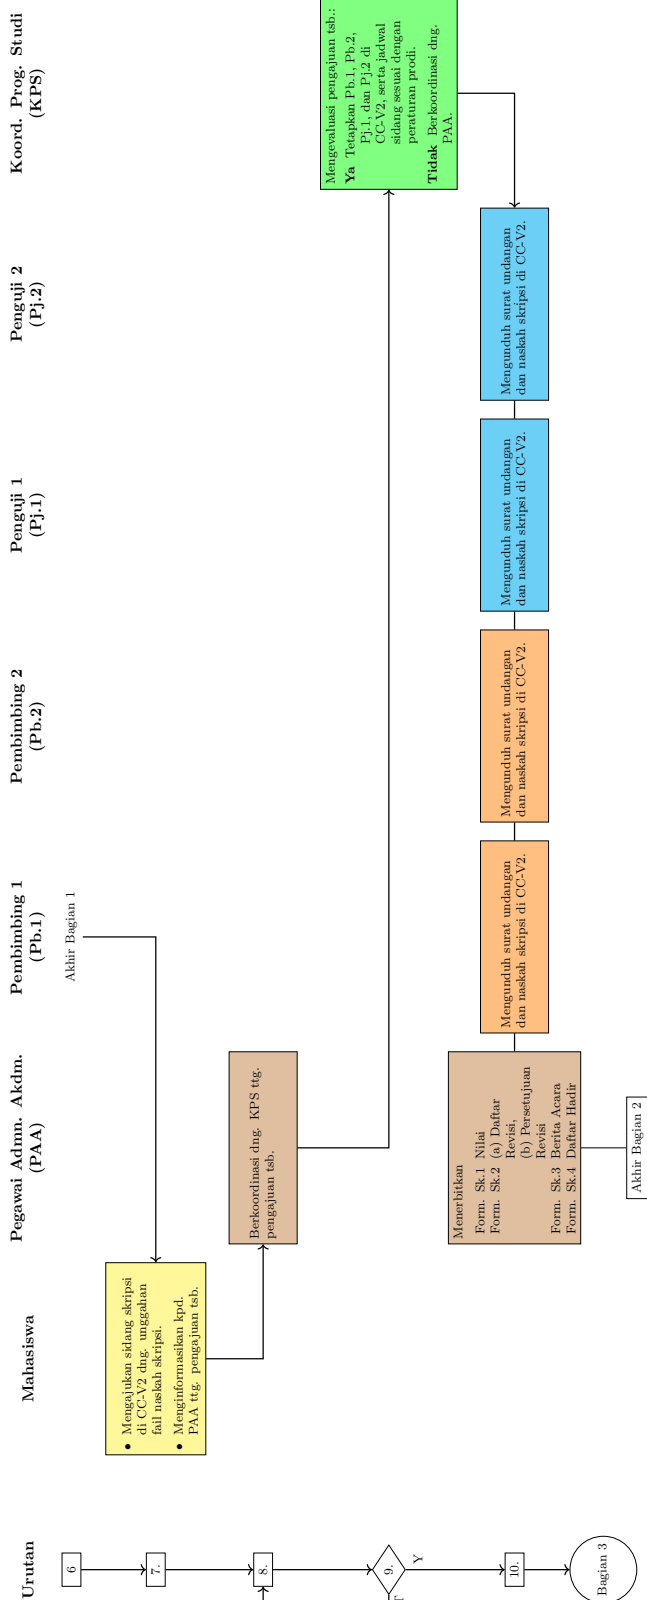 Urutan
Mahasiswa
Pegawai Admn. Akdm.
(PAA)
Pembimbing 1
(Pb.1)
Pembimbing 2
(Pb.2)
Penguji 1
(Pj.1)
Penguji 2
(Pj.2)
Koord. Prog. Studi
(KPS)
6
Akhir Bagian 1
7.
• Mengajukan sidang skripsi
di CC-V2 dng. unggahan
fail naskah skripsi.
• Menginformasikan kpd.
PAA ttg. pengajuan tsb.
8.
Berkoordinasi dng. KPS ttg.
pengajuan tsb.
9.
T
Y
Mengevaluasi pengajuan tsb.:
Ya Tetapkan Pb.1, Pb.2,
Pj.1, dan Pj.2 di
CC-V2, serta jadwal
sidang sesuai dengan
peraturan prodi.
Tidak Berkoordinasi dng.
PAA.
10.
Menerbitkan
Form. Sk.1 Nilai
Form. Sk.2 (a) Daftar
Revisi,
(b) Persetujuan
Revisi
Form. Sk.3 Berita Acara
Form. Sk.4 Daftar Hadir
Mengunduh surat undangan
dan naskah skripsi di CC-V2.
Mengunduh surat undangan
dan naskah skripsi di CC-V2.
Mengunduh surat undangan
dan naskah skripsi di CC-V2.
Mengunduh surat undangan
dan naskah skripsi di CC-V2.
Bagian 3
Akhir Bagian 2